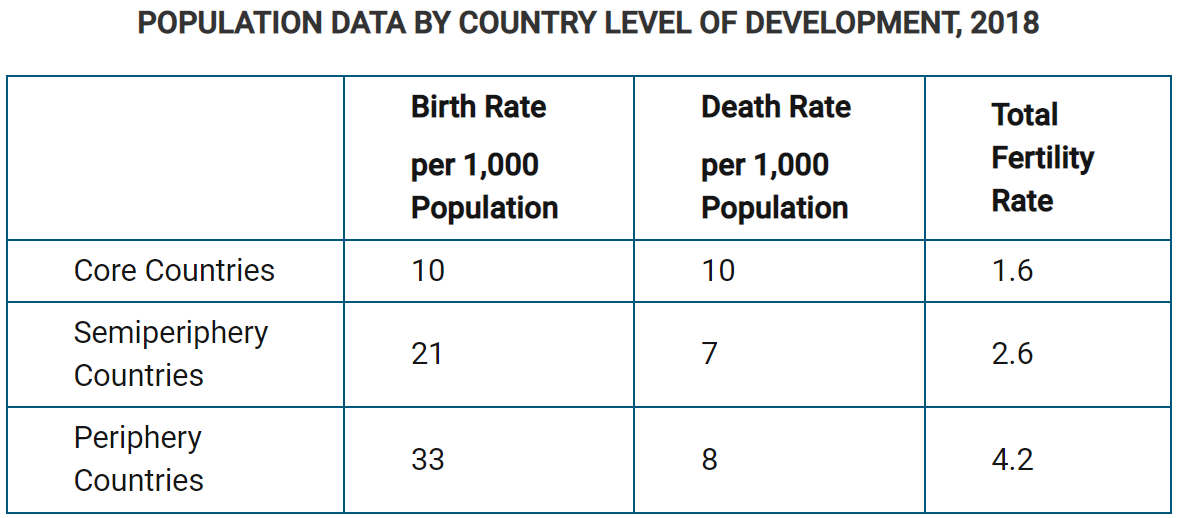 POPULATION DATA BY COUNTRY LEVEL OF DEVELOPMENT, 2018
Birth Rate
per 1,000
Population
Death Rate
per 1,000
Population
Total
Fertility
Rate
Core Countries
10
10
1.6
Semiperiphery
Countries
21
7
2.6
Periphery
Countries
33
8
4.2